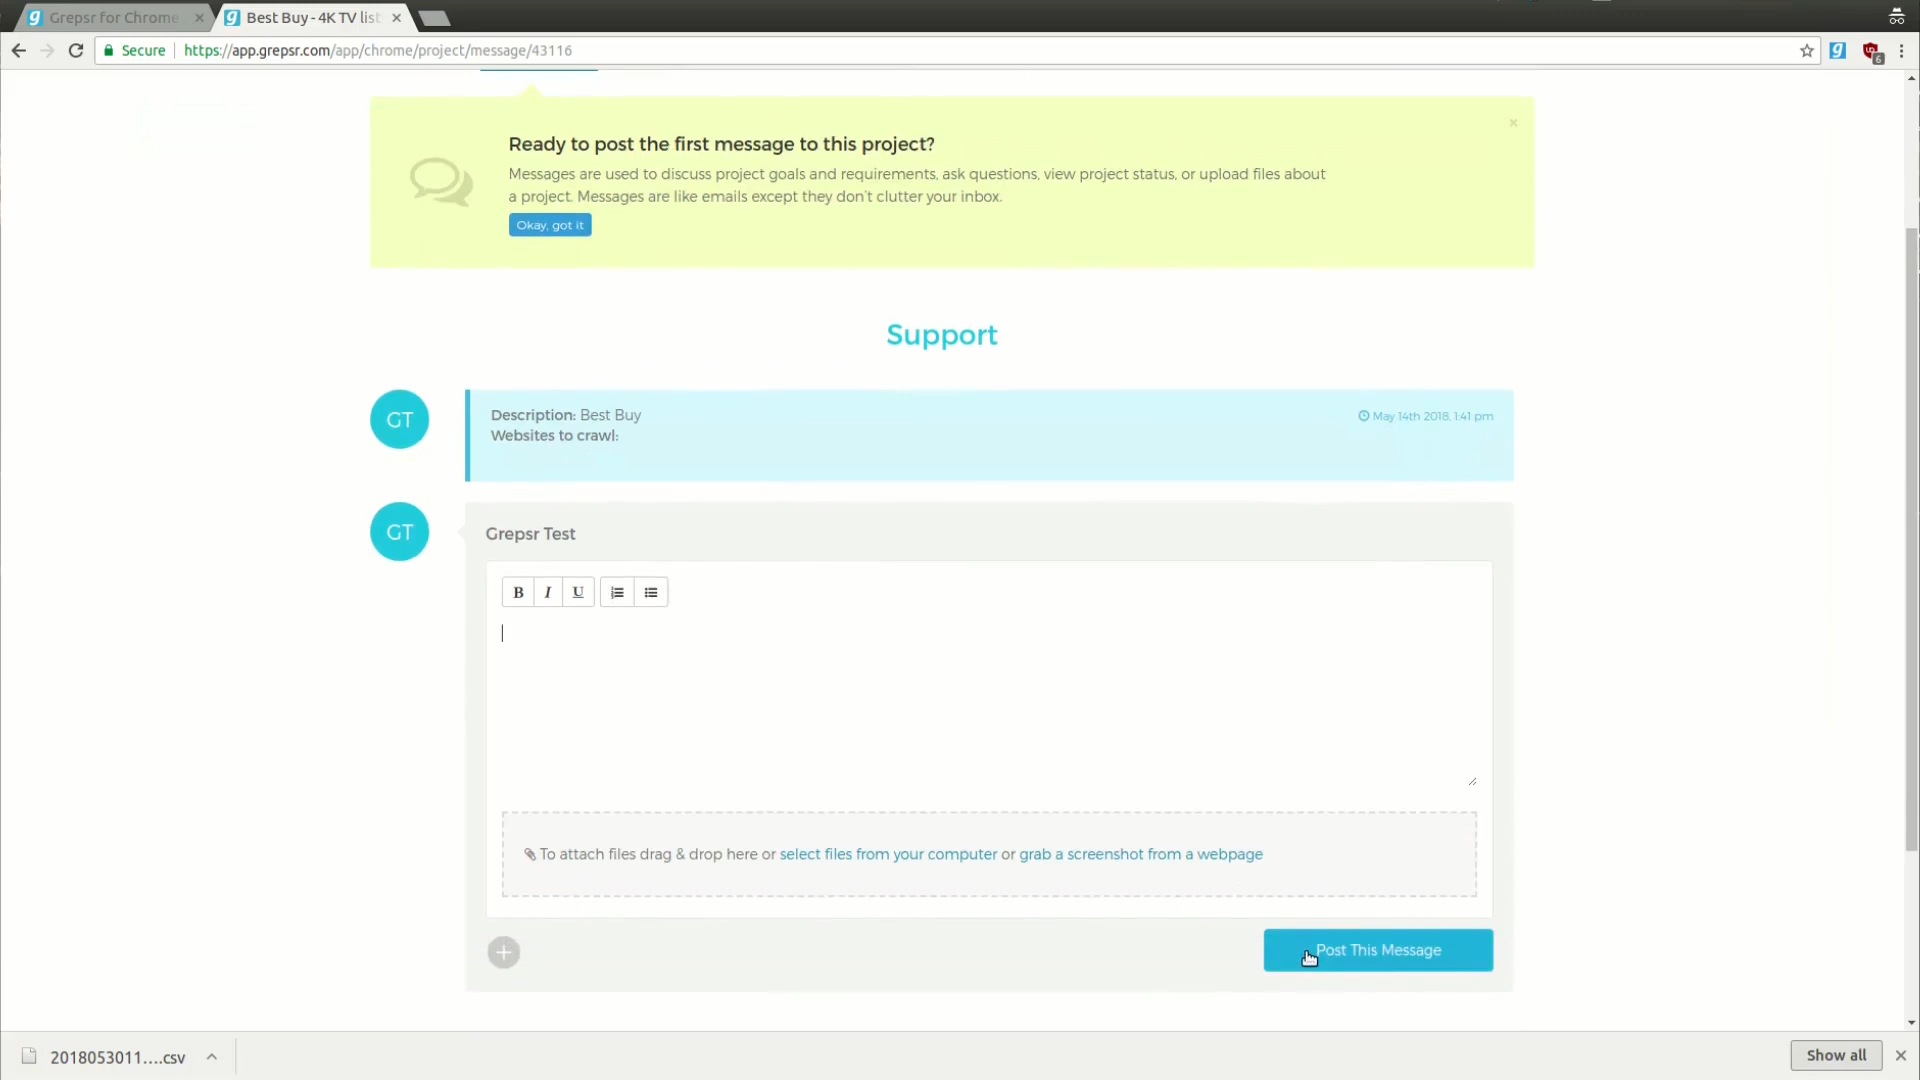 Grepsr for Chrome
Best Buy - 4K TV list
Secure
https://app.grepsr.com/app/chrome/project/message/43116
6
Ready to post the first message to this project?
Messages are used to discuss project goals and requirements, ask questions, view project status, or upload files about
a project. Messages are like emails except they don't clutter your inbox.
Okay, got it
Support
GT
Description: Best Buy
May 14th 2018, 1:41 pm
Websites to crawl:
GT
Grepsr Test
B I U
To attach files drag & drop here or select files from your computer or grab a screenshot from a webpage
Post This Message
2018053011....csv
Show all